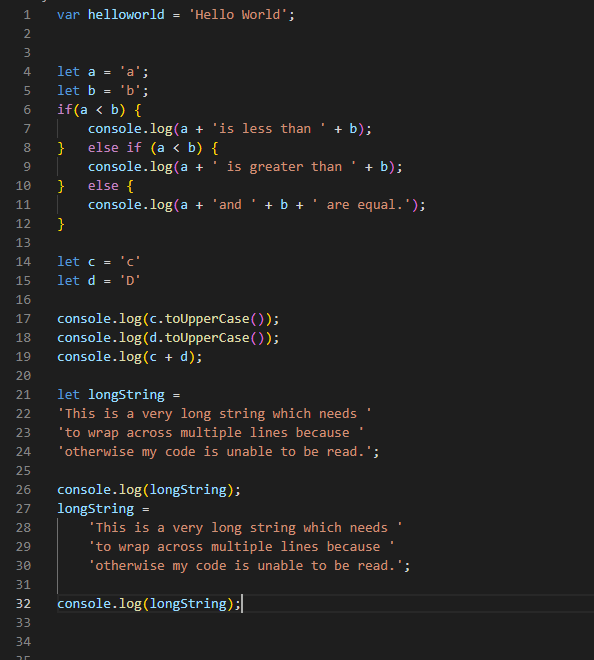 1 var helloworld = 'Hello World';
2
3
4 let a = 'a';
5 let b = 'b';
6 if(a < b) {
7     console.log(a + 'is less than ' + b);
8 }   else if (a < b) {
9     console.log(a + ' is greater than ' + b);
10 }   else {
11     console.log(a + 'and ' + b + ' are equal.');
12 }
13
14 let c = 'c'
15 let d = 'D'
16
17 console.log(c.toUpperCase());
18 console.log(d.toUpperCase());
19 console.log(c + d);
20
21 let longString =
22 'This is a very long string which needs '
23 'to wrap across multiple lines because '
24 'otherwise my code is unable to be read.';
25
26 console.log(longString);
27 longString =
28     'This is a very long string which needs '
29     'to wrap across multiple lines because '
30     'otherwise my code is unable to be read.';
31
32 console.log(longString);
33
34
35